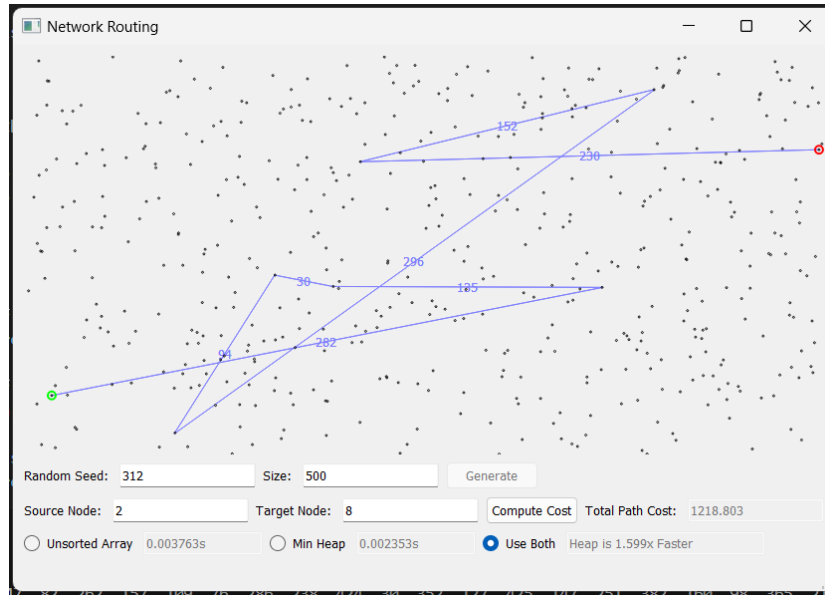 Network Routing
152
230
296
30
135
282
94
Random Seed: 312 Size: 500 Generate
Source Node: 2 Target Node: 8 Compute Cost Total Path Cost: 1218.803
Unsorted Array 0.003763s Min Heap 0.002353s Use Both Heap is 1.599x Faster